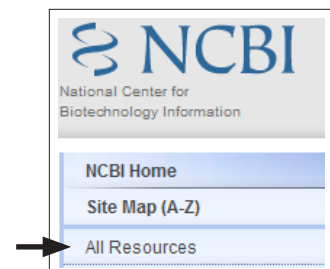 NCBI
National Center for
Biotechnology Information
NCBI Home
Site Map (A-Z)
All Resources